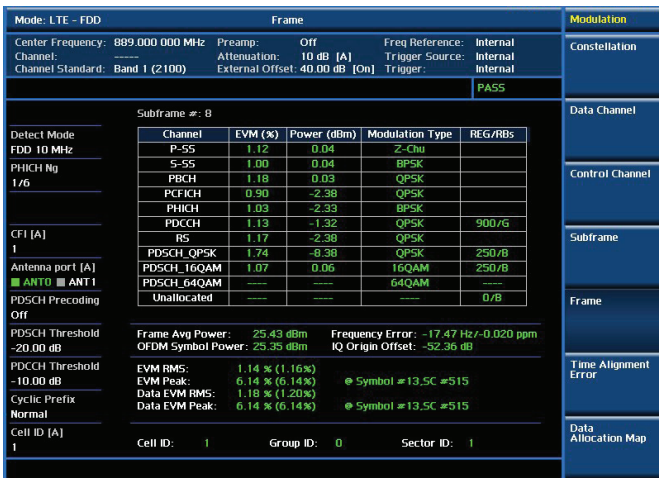 Mode: LTE - FDD Frame Modulation
Center Frequency: 889.000 000 MHz Preamp: Off Freq Reference: Internal
Channel: ----- Attenuation: 10 dB [A] Trigger Source: Internal
Channel Standard: Band 1 (2100) External Offset: 40.00 dB [On] Trigger: Internal
PASS
Constellation
Data Channel
Control Channel
Subframe
Frame
Time Alignment
Error
Data
Allocation Map
Detect Mode
FDD 10 MHz
PHICH Ng
1/6
CFI [A]
1
Antenna port [A]
ANT0 ANT1
PDSCH Precoding
Off
PDSCH Threshold
-20.00 dB
PDCCH Threshold
-10.00 dB
Cyclic Prefix
Normal
Cell ID [A]
1
Subframe #: 8
Channel EVM (%) Power (dBm) Modulation Type REG/RBs
P-SS 1.12 0.04 Z-Chu
S-SS 1.00 0.04 BPSK
PBCH 1.18 0.03 QPSK
PCFICH 0.90 -2.38 QPSK
PHICH 1.03 -2.33 BPSK
PDCCH 1.13 -1.32 QPSK 900/G
RS 1.17 -2.38 QPSK
PDSCH_QPSK 1.74 -8.38 QPSK 250/B
PDSCH_16QAM 1.07 0.06 16QAM 250/B
PDSCH_64QAM ---- ---- 64QAM ----
Unallocated ---- ---- ---- 0/B
Frame Avg Power: 25.43 dBm Frequency Error: -17.47 Hz/-0.020 ppm
OFDM Symbol Power: 25.35 dBm IQ Origin Offset: -52.36 dB
EVM RMS: 1.14 % (1.16%)
EVM Peak: 6.14 % (6.14%) @ Symbol #13,SC #515
Data EVM RMS: 1.18 % (1.20%)
Data EVM Peak: 6.14 % (6.14%) @ Symbol #13,SC #515
Cell ID: 1 Group ID: 0 Sector ID: 1